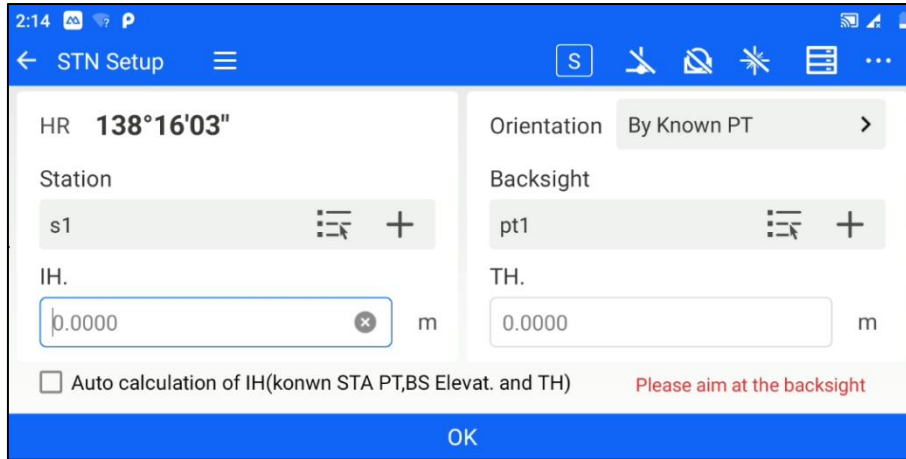 2:14
STN Setup S
HR 138°16'03"
Orientation By Known PT
Station
Backsight
s1
pt1
IH.
TH.
0.0000 m
0.0000 m
Auto calculation of IH(konwn STA PT,BS Elevat. and TH)
Please aim at the backsight
OK